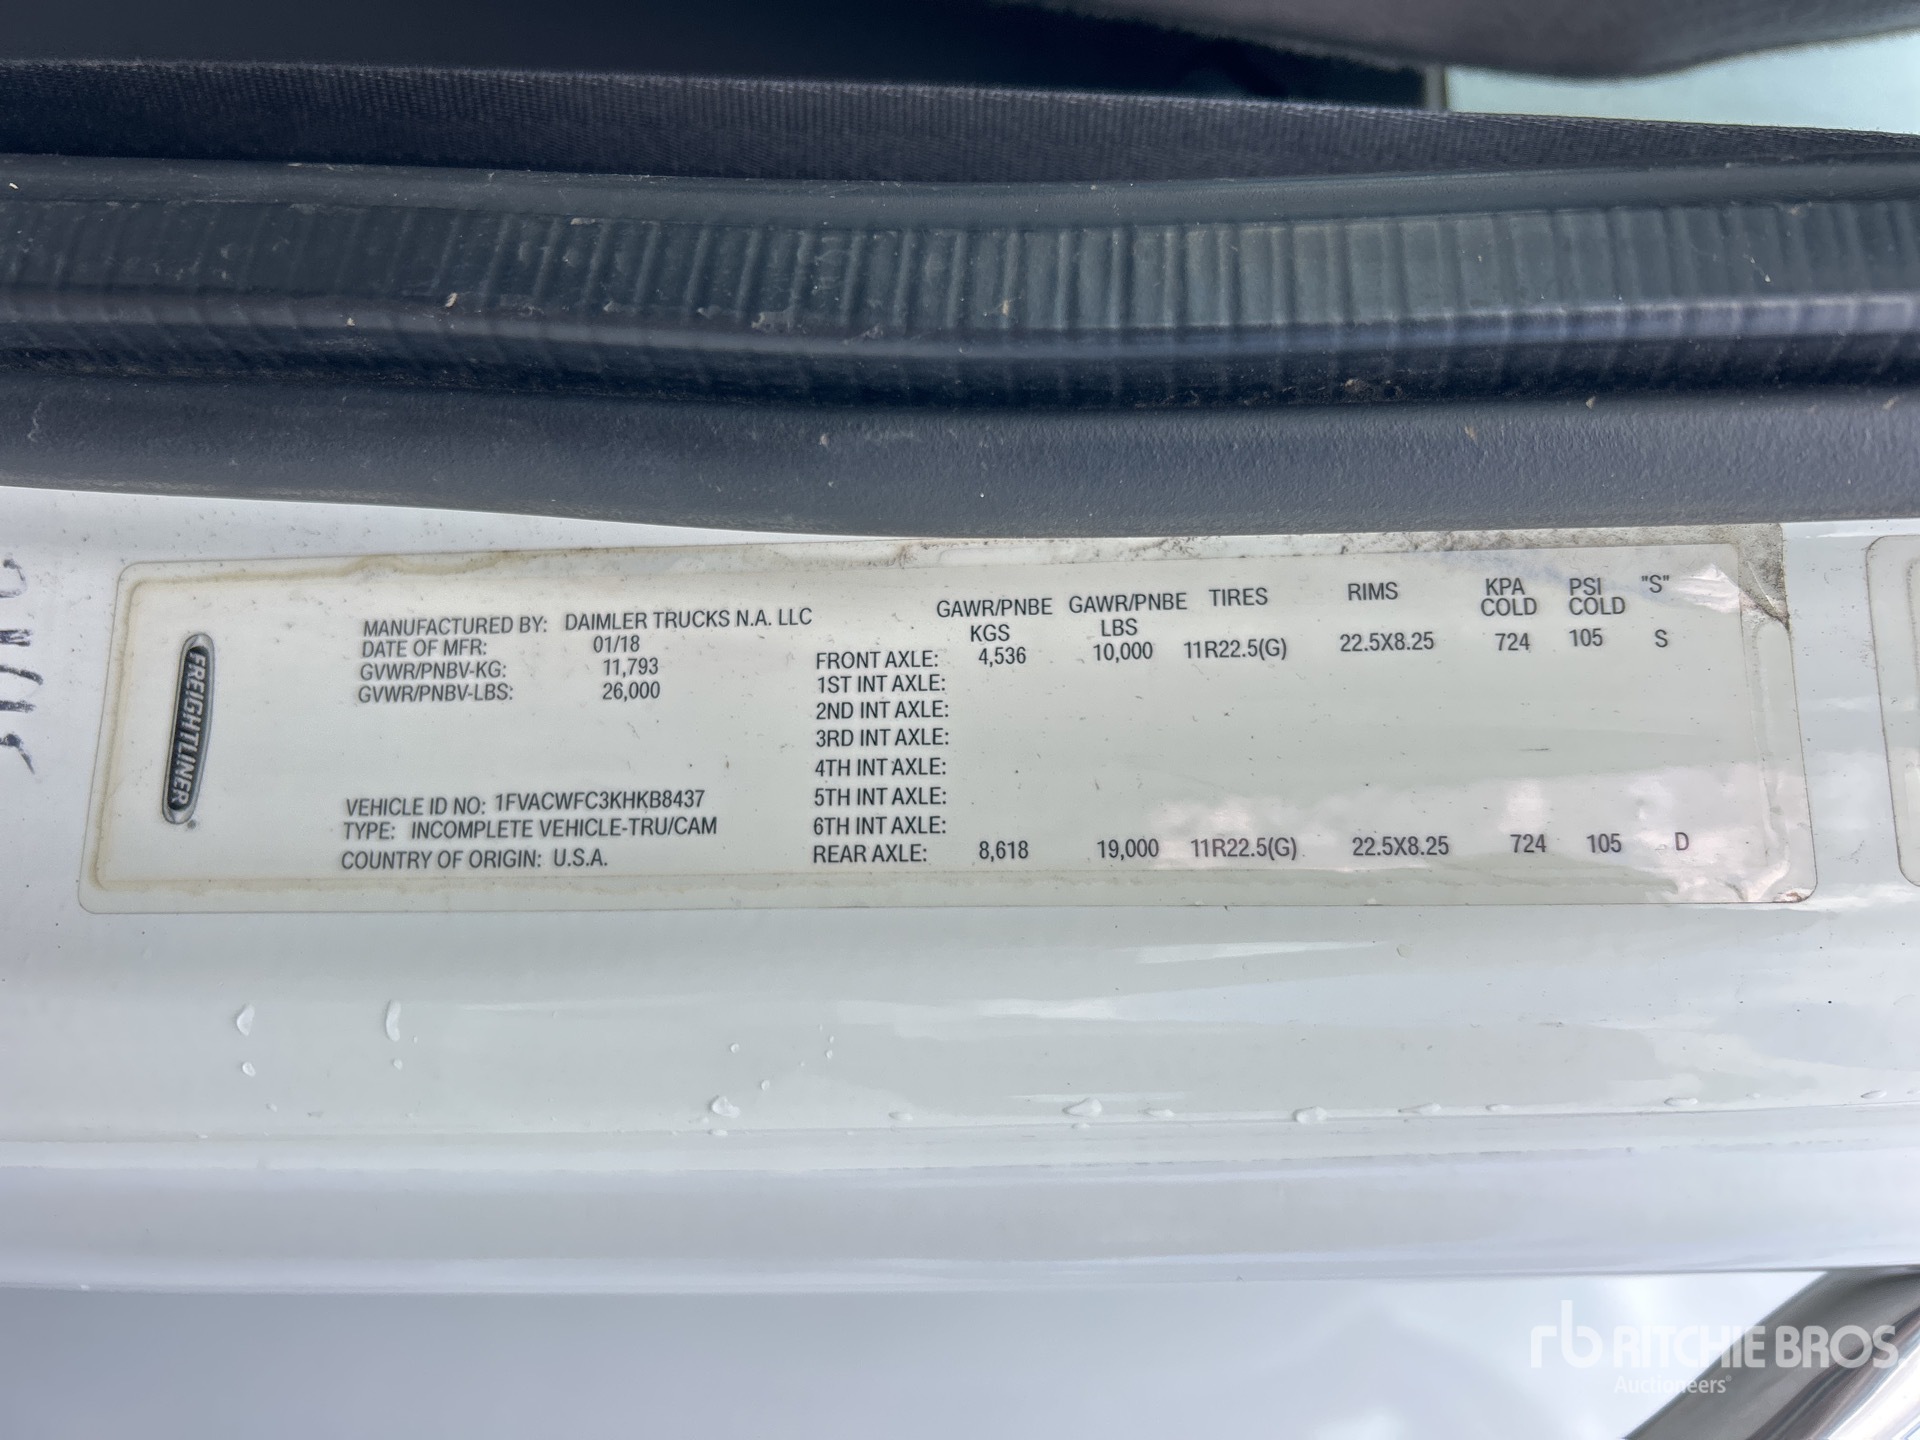 FREIGHTLINER
MANUFACTURED BY: DAIMLER TRUCKS N.A. LLC
DATE OF MFR: 01/18
GVWR/PNBV-KG: 11,793
GVWR/PNBV-LBS: 26,000
VEHICLE ID NO: 1FVACWFC3KHKB8437
TYPE: INCOMPLETE VEHICLE-TRU/CAM
COUNTRY OF ORIGIN: U.S.A.
GAWR/PNBE KGS GAWR/PNBE LBS TIRES RIMS KPA COLD PSI COLD "S"
FRONT AXLE: 4,536 10,000 11R22.5(G) 22.5X8.25 724 105 S
1ST INT AXLE:
2ND INT AXLE:
3RD INT AXLE:
4TH INT AXLE:
5TH INT AXLE:
6TH INT AXLE:
REAR AXLE: 8,618 19,000 11R22.5(G) 22.5X8.25 724 105 D
rb RITCHIE BROS
Auctioneers